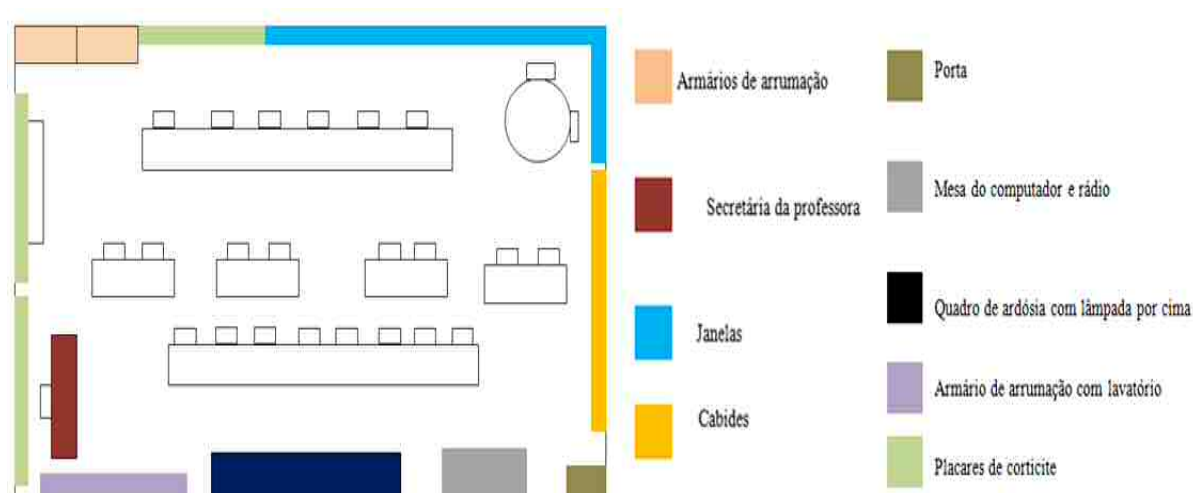 Armários de arrumação
Secretária da professora
Janelas
Cabides
Porta
Mesa do computador e rádio
Quadro de ardósia com lâmpada por cima
Armário de arrumação com lavatório
Placares de corticite